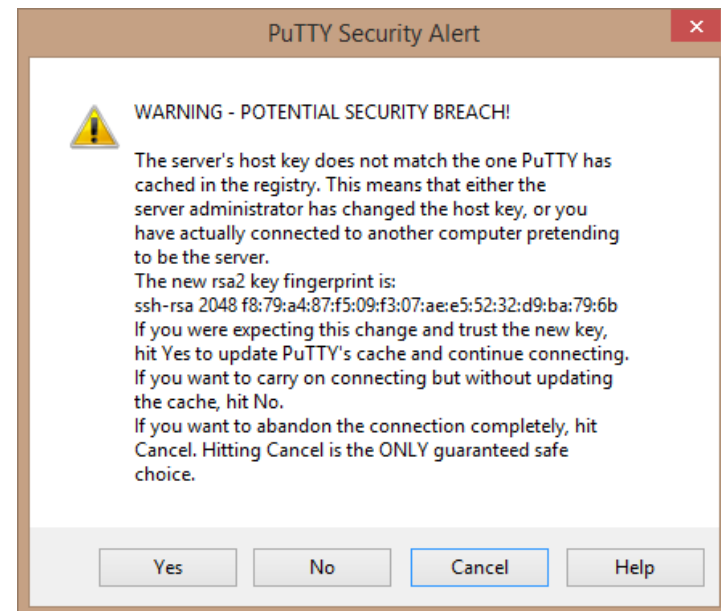 PuTTY Security Alert
WARNING - POTENTIAL SECURITY BREACH!
The server's host key does not match the one PuTTY has
cached in the registry. This means that either the
server administrator has changed the host key, or you
have actually connected to another computer pretending
to be the server.
The new rsa2 key fingerprint is:
ssh-rsa 2048 f8:79:a4:87:f5:09:f3:07:ae:e5:52:32:d9:ba:79:6b
If you were expecting this change and trust the new key,
hit Yes to update PuTTY's cache and continue connecting.
If you want to carry on connecting but without updating
the cache, hit No.
If you want to abandon the connection completely, hit
Cancel. Hitting Cancel is the ONLY guaranteed safe
choice.
Yes No Cancel Help